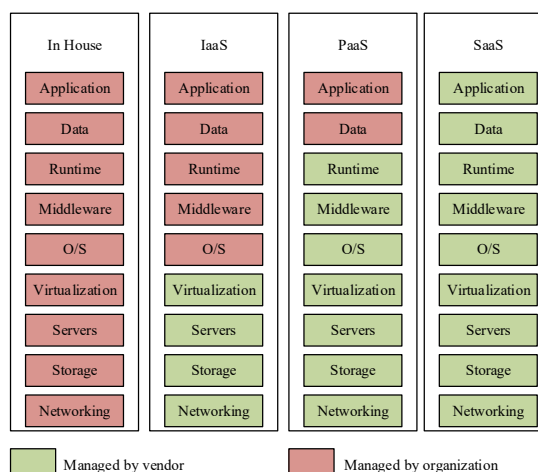 In House IaaS PaaS SaaS
Application Application Application Application
Data Data Data Data
Runtime Runtime Runtime Runtime
Middleware Middleware Middleware Middleware
O/S O/S O/S O/S
Virtualization Virtualization Virtualization Virtualization
Servers Servers Servers Servers
Storage Storage Storage Storage
Networking Networking Networking Networking
Managed by vendor Managed by organization